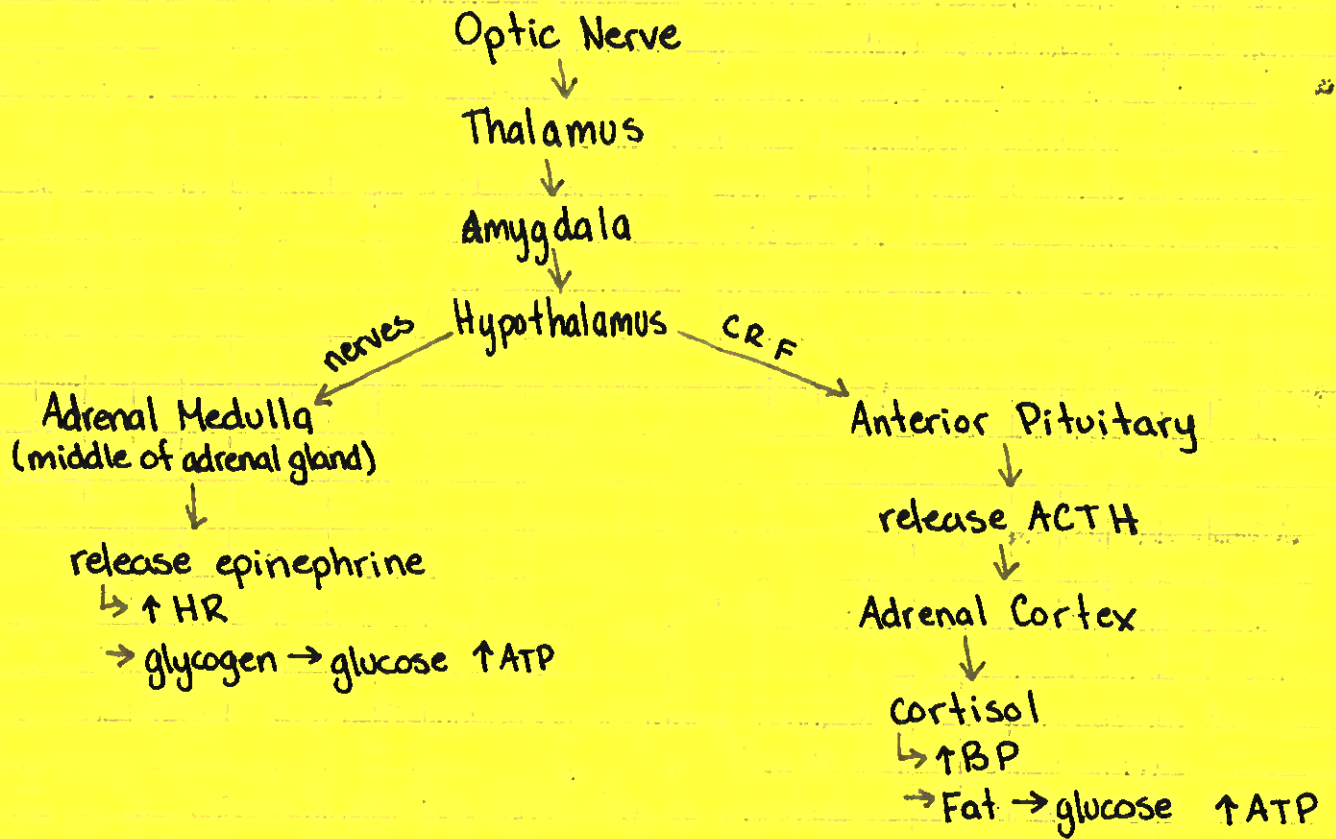 Optic Nerve
↓
Thalamus
↓
Amygdala
↓
Hypothalamus
nerves
CRF
Adrenal Medulla
(middle of adrenal gland)
↓
release epinephrine
↳ ↑ HR
→ glycogen → glucose ↑ATP
Anterior Pituitary
↓
release ACTH
↓
Adrenal Cortex
↓
cortisol
↳ ↑BP
→ Fat → glucose ↑ATP